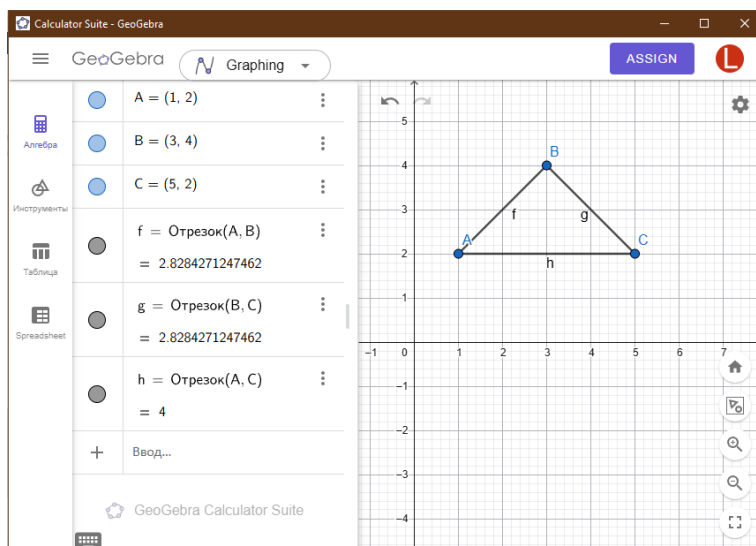 Calculator Suite - GeoGebra
GeoGebra
Graphing
ASSIGN
L
Алгебра
Инструменты
Таблица
Spreadsheet
A = (1, 2)
B = (3, 4)
C = (5, 2)
f = Отрезок(A, B)
= 2.8284271247462
g = Отрезок(B, C)
= 2.8284271247462
h = Отрезок(A, C)
= 4
+ Ввод...
GeoGebra Calculator Suite
5
4
3
2
1
−1
0
1
2
3
4
5
6
7
−1
−2
−3
−4
A
B
C
f
g
h